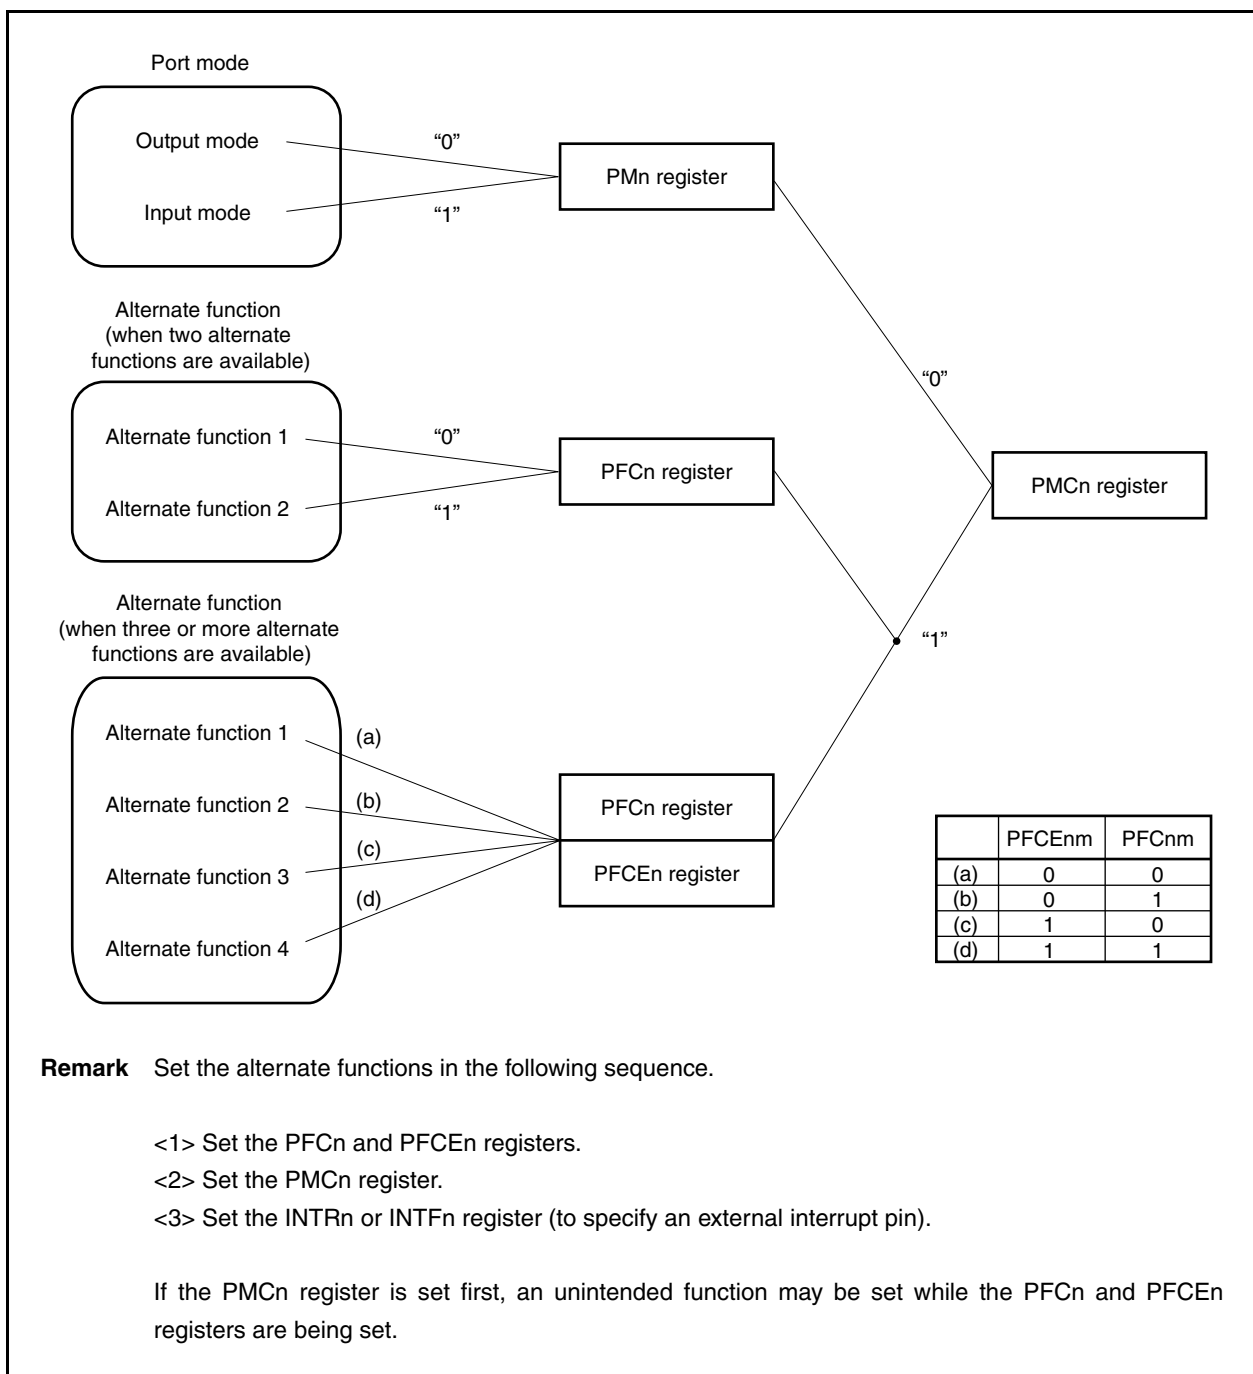 Port mode
Output mode
“0”
PMn register
Input mode
“1”
Alternate function
(when two alternate
functions are available)
“0”
Alternate function 1
“0”
PFCn register
PMCn register
Alternate function 2
“1”
Alternate function
(when three or more alternate
functions are available)
“1”
Alternate function 1
(a)
Alternate function 2
(b)
PFCn register
(c)
Alternate function 3
PFCEn register
(d)
Alternate function 4
PFCEnm PFCnm
(a) 0 0
(b) 0 1
(c) 1 0
(d) 1 1
Remark Set the alternate functions in the following sequence.
<1> Set the PFCn and PFCEn registers.
<2> Set the PMCn register.
<3> Set the INTRn or INTFn register (to specify an external interrupt pin).
If the PMCn register is set first, an unintended function may be set while the PFCn and PFCEn
registers are being set.